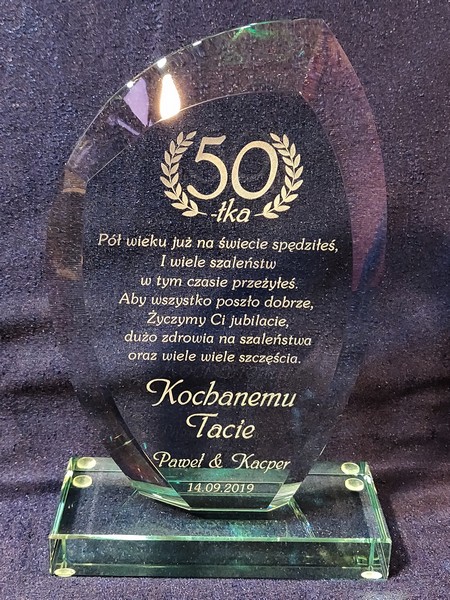 50
-tka
Pół wieku już na świecie spędziłeś,
I wiele szaleństw
w tym czasie przeżyłeś.
Aby wszystko poszło dobrze,
Życzymy Ci jubilacie,
dużo zdrowia na szaleństwa
oraz wiele wiele szczęścia.
Kochanemu
Tacie
Paweł & Kacper
14.09.2019